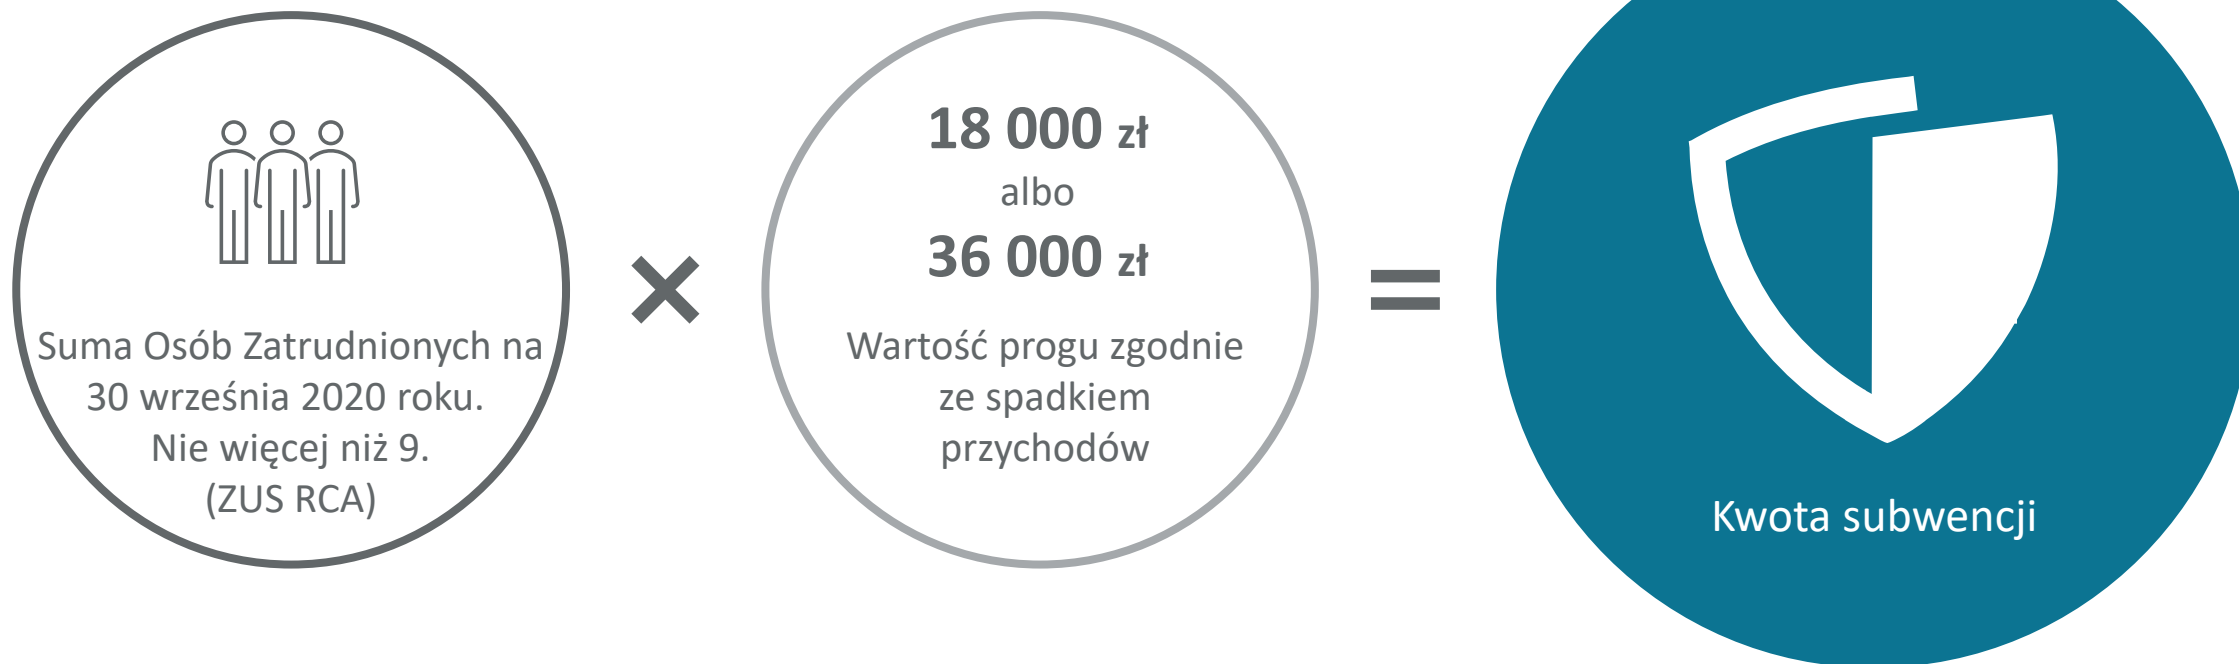 Suma Osób Zatrudnionych na
30 września 2020 roku.
Nie więcej niż 9.
(ZUS RCA)
×
18 000 zł
albo
36 000 zł
Wartość progu zgodnie
ze spadkiem
przychodów
=
Kwota subwencji